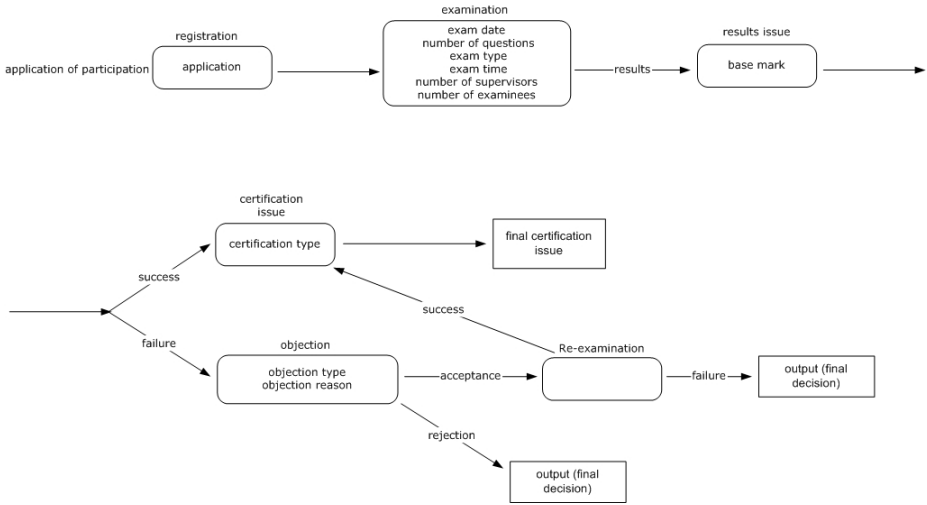 examination
exam date
number of questions
exam type
exam time
number of supervisors
number of examinees
registration
application of participation
application
results
results issue
base mark
certification
issue
certification type
final certification
issue
success
success
failure
objection
objection type
objection reason
acceptance
Re-examination
failure
output (final
decision)
rejection
output (final
decision)